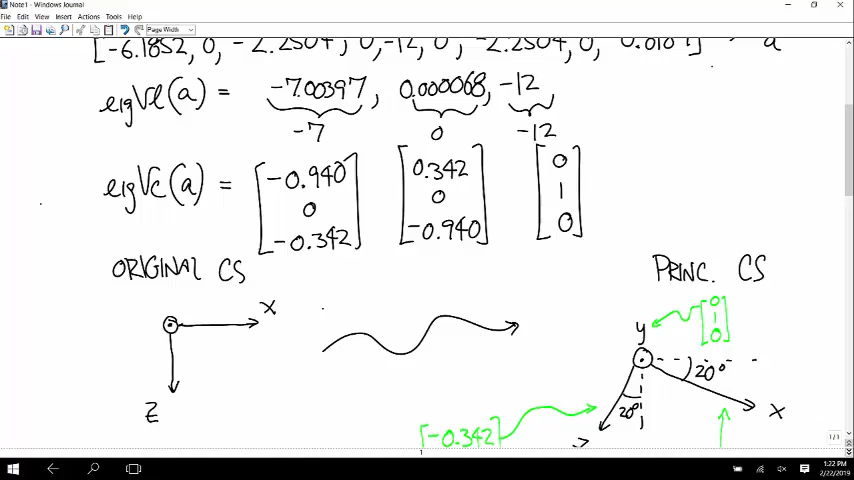 Note1 - Windows Journal
File Edit View Insert Actions Tools Help
Page Width
[-6.1852, 0, -2.2504, 0, -12, 0, -2.2504, 0, 0.8187] → a
eigVl(a) = -7.00397, 0.000068, -12
-7 0 -12
eigVc(a) = [-0.940 0 -0.342] [0.342 0 -0.940] [0 1 0]
ORIGINAL CS PRINC. CS
X
Z
y [0 1 0]
20°
20°
X
[-0.342]
1/1
1
1:22 PM
2/22/2019